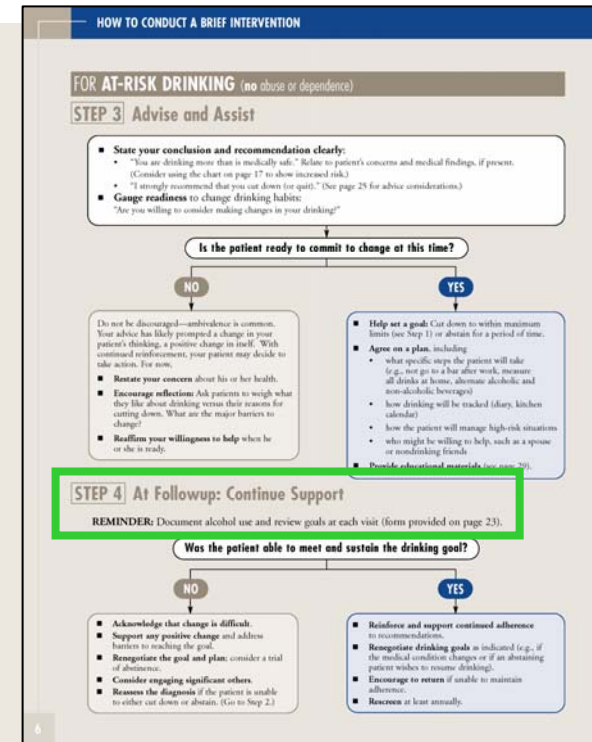 HOW TO CONDUCT A BRIEF INTERVENTION
FOR AT-RISK DRINKING (no abuse or dependence)
STEP 3 Advise and Assist
■ State your conclusion and recommendation clearly:
• "You are drinking more than is medically safe." Relate to patient's concerns and medical findings, if present.
(Consider using the chart on page 17 to show increased risk.)
• "I strongly recommend that you cut down (or quit)." (See page 25 for advice considerations.)
■ Gauge readiness to change drinking habits:
"Are you willing to consider making changes in your drinking?"
Is the patient ready to commit to change at this time?
NO
Do not be discouraged—ambivalence is common.
Your advice has likely prompted a change in your
patient's thinking, a positive change in itself. With
continued reinforcement, your patient may decide to
take action. For now,
■ Restate your concern about his or her health.
■ Encourage reflection: Ask patients to weigh what
they like about drinking versus their reasons for
cutting down. What are the major barriers to
change?
■ Reaffirm your willingness to help when he
or she is ready.
YES
■ Help set a goal: Cut down to within maximum
limits (see Step 1) or abstain for a period of time.
■ Agree on a plan, including
• what specific steps the patient will take
(e.g., not go to a bar after work, measure
all drinks at home, alternate alcoholic and
non-alcoholic beverages)
• how drinking will be tracked (diary, kitchen
calendar)
• how the patient will manage high-risk situations
• who might be willing to help, such as a spouse
or nondrinking friends
■ Provide educational materials (see page 29).
STEP 4 At Followup: Continue Support
REMINDER: Document alcohol use and review goals at each visit (form provided on page 23).
Was the patient able to meet and sustain the drinking goal?
NO
■ Acknowledge that change is difficult.
■ Support any positive change and address
barriers to reaching the goal.
■ Renegotiate the goal and plan; consider a trial
of abstinence.
■ Consider engaging significant others.
■ Reassess the diagnosis if the patient is unable
to either cut down or abstain. (Go to Step 2.)
YES
■ Reinforce and support continued adherence
to recommendations.
■ Renegotiate drinking goals as indicated (e.g., if
the medical condition changes or if an abstaining
patient wishes to resume drinking).
■ Encourage to return if unable to maintain
adherence.
■ Rescreen at least annually.
6